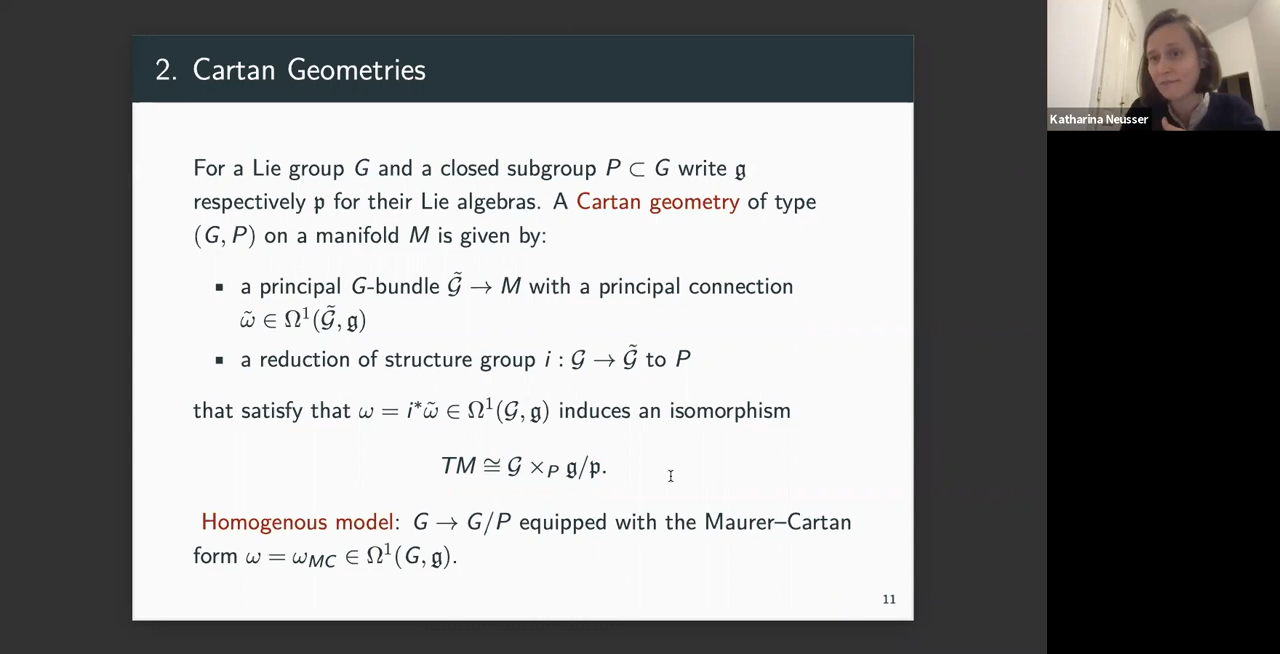 2. Cartan Geometries
Katharina Neusser
For a Lie group G and a closed subgroup P ⊂ G write 𝔤
respectively 𝔭 for their Lie algebras. A Cartan geometry of type
(G, P) on a manifold M is given by:
▪ a principal G-bundle 𝒢̃ → M with a principal connection
ω̃ ∈ Ω¹(𝒢̃, 𝔤)
▪ a reduction of structure group i : 𝒢 → 𝒢̃ to P
that satisfy that ω = i*ω̃ ∈ Ω¹(𝒢, 𝔤) induces an isomorphism
TM ≅ 𝒢 ×_P 𝔤/𝔭.
Homogenous model: G → G/P equipped with the Maurer–Cartan
form ω = ω_MC ∈ Ω¹(G, 𝔤).
11